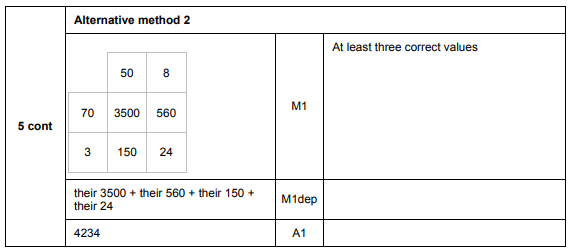 Alternative method 2
5 cont
50 8
70 3500 560
3 150 24
M1
At least three correct values
their 3500 + their 560 + their 150 +
their 24
M1dep
4234
A1